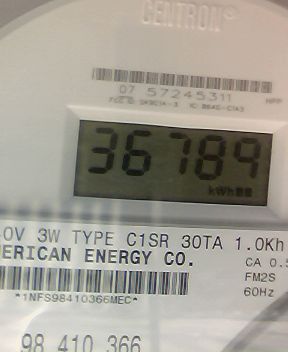 CENTRON®
07 57245311
36789
kWh
0V 3W TYPE C1SR 30TA 1.0Kh
ERICAN ENERGY CO.
CA 0.5
FM2S
*1NFS98410366MEC*
60Hz
98 410 366